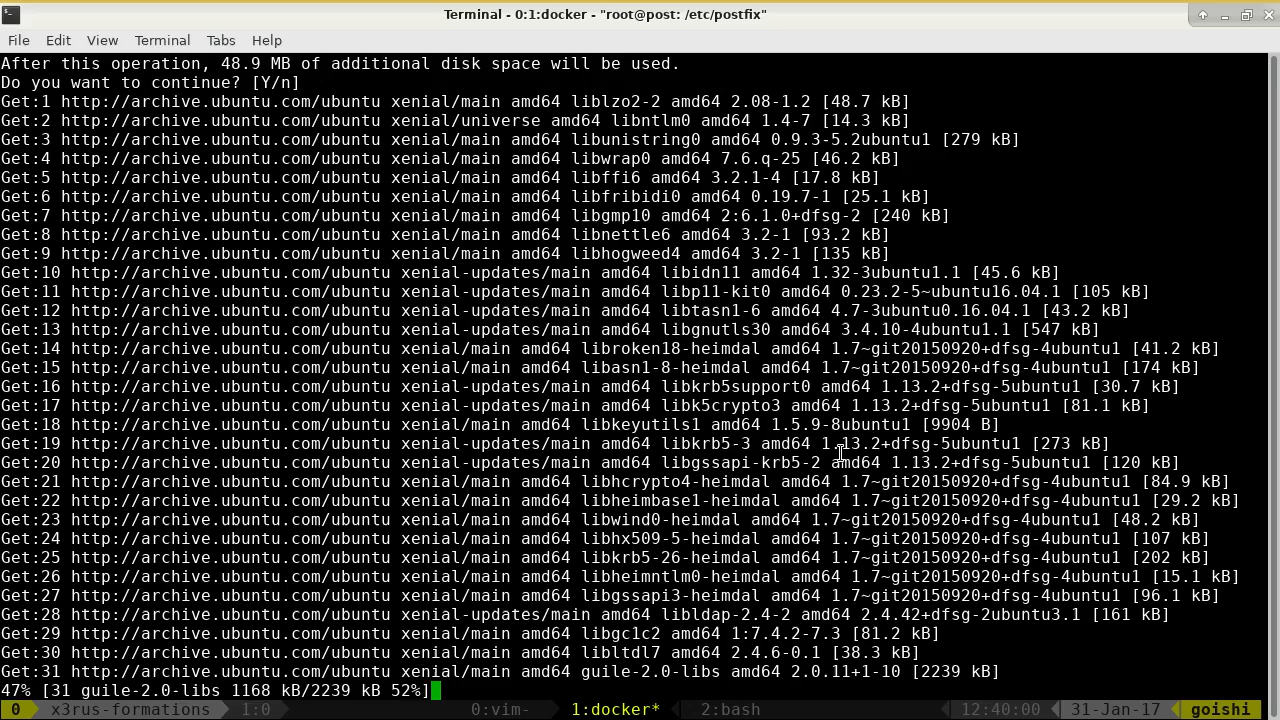 Terminal - 0:1:docker - "root@post: /etc/postfix"
File Edit View Terminal Tabs Help
After this operation, 48.9 MB of additional disk space will be used.
Do you want to continue? [Y/n]
Get:1 http://archive.ubuntu.com/ubuntu xenial/main amd64 liblzo2-2 amd64 2.08-1.2 [48.7 kB]
Get:2 http://archive.ubuntu.com/ubuntu xenial/universe amd64 libntlm0 amd64 1.4-7 [14.3 kB]
Get:3 http://archive.ubuntu.com/ubuntu xenial/main amd64 libunistring0 amd64 0.9.3-5.2ubuntu1 [279 kB]
Get:4 http://archive.ubuntu.com/ubuntu xenial/main amd64 libwrap0 amd64 7.6.q-25 [46.2 kB]
Get:5 http://archive.ubuntu.com/ubuntu xenial/main amd64 libffi6 amd64 3.2.1-4 [17.8 kB]
Get:6 http://archive.ubuntu.com/ubuntu xenial/main amd64 libfribidi0 amd64 0.19.7-1 [25.1 kB]
Get:7 http://archive.ubuntu.com/ubuntu xenial/main amd64 libgmp10 amd64 2:6.1.0+dfsg-2 [240 kB]
Get:8 http://archive.ubuntu.com/ubuntu xenial/main amd64 libnettle6 amd64 3.2-1 [93.2 kB]
Get:9 http://archive.ubuntu.com/ubuntu xenial/main amd64 libhogweed4 amd64 3.2-1 [135 kB]
Get:10 http://archive.ubuntu.com/ubuntu xenial-updates/main amd64 libidn11 amd64 1.32-3ubuntu1.1 [45.6 kB]
Get:11 http://archive.ubuntu.com/ubuntu xenial-updates/main amd64 libp11-kit0 amd64 0.23.2-5~ubuntu16.04.1 [105 kB]
Get:12 http://archive.ubuntu.com/ubuntu xenial-updates/main amd64 libtasn1-6 amd64 4.7-3ubuntu0.16.04.1 [43.2 kB]
Get:13 http://archive.ubuntu.com/ubuntu xenial-updates/main amd64 libgnutls30 amd64 3.4.10-4ubuntu1.1 [547 kB]
Get:14 http://archive.ubuntu.com/ubuntu xenial/main amd64 libroken18-heimdal amd64 1.7~git20150920+dfsg-4ubuntu1 [41.2 kB]
Get:15 http://archive.ubuntu.com/ubuntu xenial/main amd64 libasn1-8-heimdal amd64 1.7~git20150920+dfsg-4ubuntu1 [174 kB]
Get:16 http://archive.ubuntu.com/ubuntu xenial-updates/main amd64 libkrb5support0 amd64 1.13.2+dfsg-5ubuntu1 [30.7 kB]
Get:17 http://archive.ubuntu.com/ubuntu xenial-updates/main amd64 libk5crypto3 amd64 1.13.2+dfsg-5ubuntu1 [81.1 kB]
Get:18 http://archive.ubuntu.com/ubuntu xenial/main amd64 libkeyutils1 amd64 1.5.9-8ubuntu1 [9904 B]
Get:19 http://archive.ubuntu.com/ubuntu xenial-updates/main amd64 libkrb5-3 amd64 1.13.2+dfsg-5ubuntu1 [273 kB]
Get:20 http://archive.ubuntu.com/ubuntu xenial-updates/main amd64 libgssapi-krb5-2 amd64 1.13.2+dfsg-5ubuntu1 [120 kB]
Get:21 http://archive.ubuntu.com/ubuntu xenial/main amd64 libhcrypto4-heimdal amd64 1.7~git20150920+dfsg-4ubuntu1 [84.9 kB]
Get:22 http://archive.ubuntu.com/ubuntu xenial/main amd64 libheimbase1-heimdal amd64 1.7~git20150920+dfsg-4ubuntu1 [29.2 kB]
Get:23 http://archive.ubuntu.com/ubuntu xenial/main amd64 libwind0-heimdal amd64 1.7~git20150920+dfsg-4ubuntu1 [48.2 kB]
Get:24 http://archive.ubuntu.com/ubuntu xenial/main amd64 libhx509-5-heimdal amd64 1.7~git20150920+dfsg-4ubuntu1 [107 kB]
Get:25 http://archive.ubuntu.com/ubuntu xenial/main amd64 libkrb5-26-heimdal amd64 1.7~git20150920+dfsg-4ubuntu1 [202 kB]
Get:26 http://archive.ubuntu.com/ubuntu xenial/main amd64 libheimntlm0-heimdal amd64 1.7~git20150920+dfsg-4ubuntu1 [15.1 kB]
Get:27 http://archive.ubuntu.com/ubuntu xenial/main amd64 libgssapi3-heimdal amd64 1.7~git20150920+dfsg-4ubuntu1 [96.1 kB]
Get:28 http://archive.ubuntu.com/ubuntu xenial-updates/main amd64 libldap-2.4-2 amd64 2.4.42+dfsg-2ubuntu3.1 [161 kB]
Get:29 http://archive.ubuntu.com/ubuntu xenial/main amd64 libgc1c2 amd64 1:7.4.2-7.3 [81.2 kB]
Get:30 http://archive.ubuntu.com/ubuntu xenial/main amd64 libltdl7 amd64 2.4.6-0.1 [38.3 kB]
Get:31 http://archive.ubuntu.com/ubuntu xenial/main amd64 guile-2.0-libs amd64 2.0.11+1-10 [2239 kB]
47% [31 guile-2.0-libs 1168 kB/2239 kB 52%]
0 x3rus-formations 1:0 0:vim- 1:docker* 2:bash 12:40:00 31-Jan-17 goishi